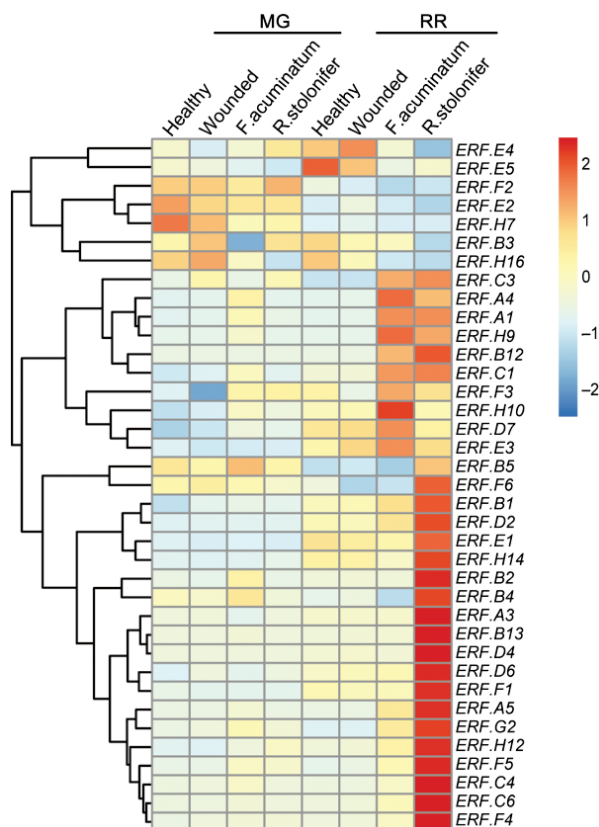 MG RR
Healthy Wounded F.acuminatum R.stolonifer Healthy Wounded F.acuminatum R.stolonifer
ERF.E4
ERF.E5
ERF.F2
ERF.E2
ERF.H7
ERF.B3
ERF.H16
ERF.C3
ERF.A4
ERF.A1
ERF.H9
ERF.B12
ERF.C1
ERF.F3
ERF.H10
ERF.D7
ERF.E3
ERF.B5
ERF.F6
ERF.B1
ERF.D2
ERF.E1
ERF.H14
ERF.B2
ERF.B4
ERF.A3
ERF.B13
ERF.D4
ERF.D6
ERF.F1
ERF.A5
ERF.G2
ERF.H12
ERF.F5
ERF.C4
ERF.C6
ERF.F4
2
1
0
−1
−2